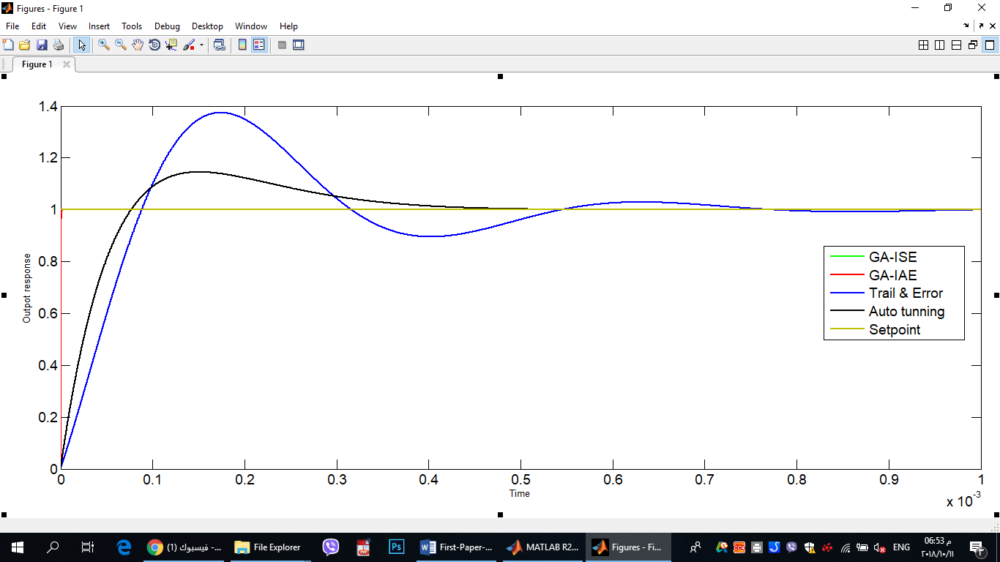 Figures - Figure 1
File Edit View Insert Tools Debug Desktop Window Help
Figure 1
1.4
1.2
1
0.8
0.6
0.4
0.2
0
Outpot response
0 0.1 0.2 0.3 0.4 0.5 0.6 0.7 0.8 0.9 1
Time
x 10-3
GA-ISE
GA-IAE
Trail & Error
Auto tunning
Setpoint
(1) فيسبوك -...
File Explorer
Ps
First-Paper-...
MATLAB R2...
Figures - Fi...
CC4
ENG
06:53 م
٢٠١٨/١٠/١١
٣